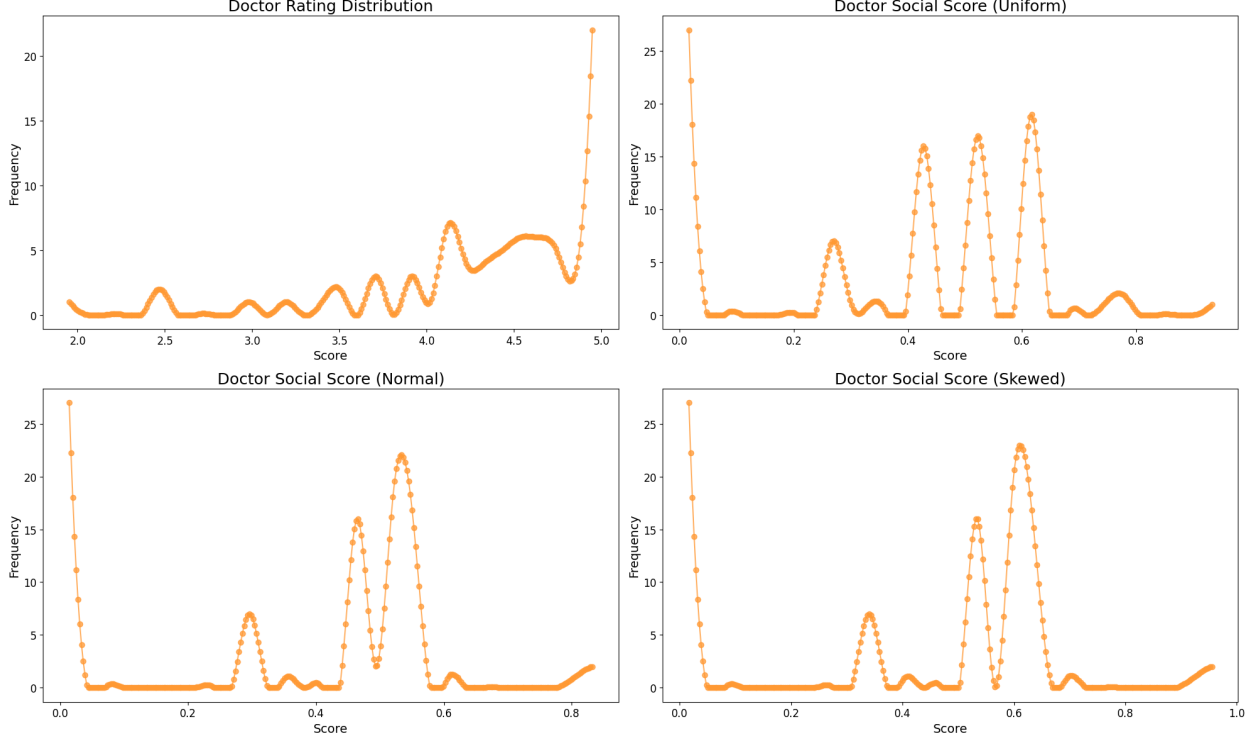 Doctor Rating Distribution
Frequency
20
15
10
5
0
2.0 2.5 3.0 3.5 4.0 4.5 5.0
Score
Doctor Social Score (Uniform)
Frequency
25
20
15
10
5
0
0.0 0.2 0.4 0.6 0.8
Score
Doctor Social Score (Normal)
Frequency
25
20
15
10
5
0
0.0 0.2 0.4 0.6 0.8
Score
Doctor Social Score (Skewed)
Frequency
25
20
15
10
5
0
0.0 0.2 0.4 0.6 0.8 1.0
Score